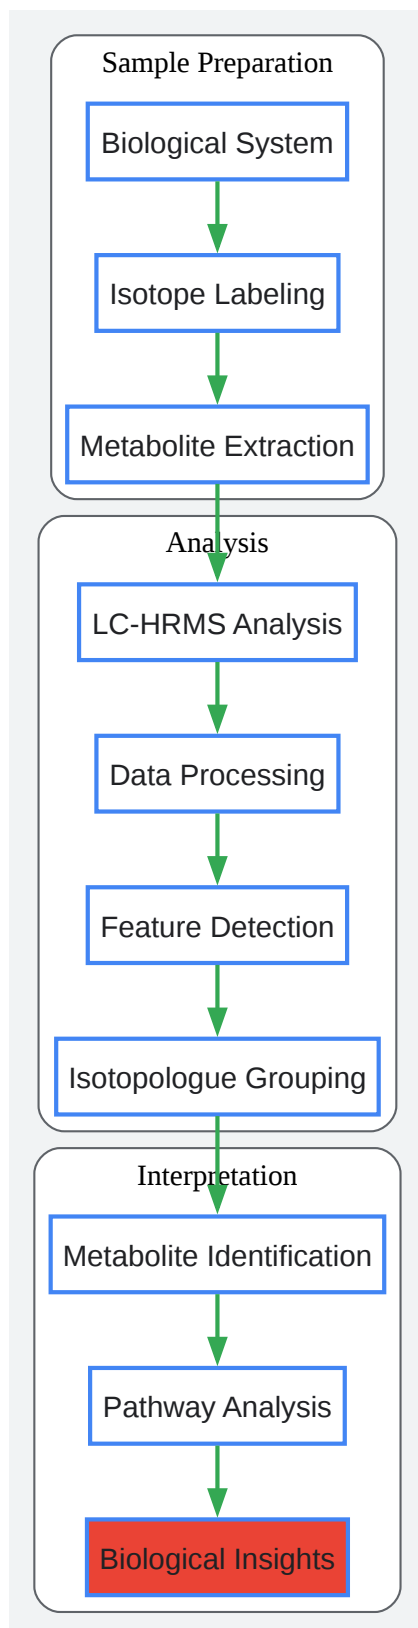 Sample Preparation
Biological System
Isotope Labeling
Metabolite Extraction
Analysis
LC-HRMS Analysis
Data Processing
Feature Detection
Isotopologue Grouping
Interpretation
Metabolite Identification
Pathway Analysis
Biological Insights